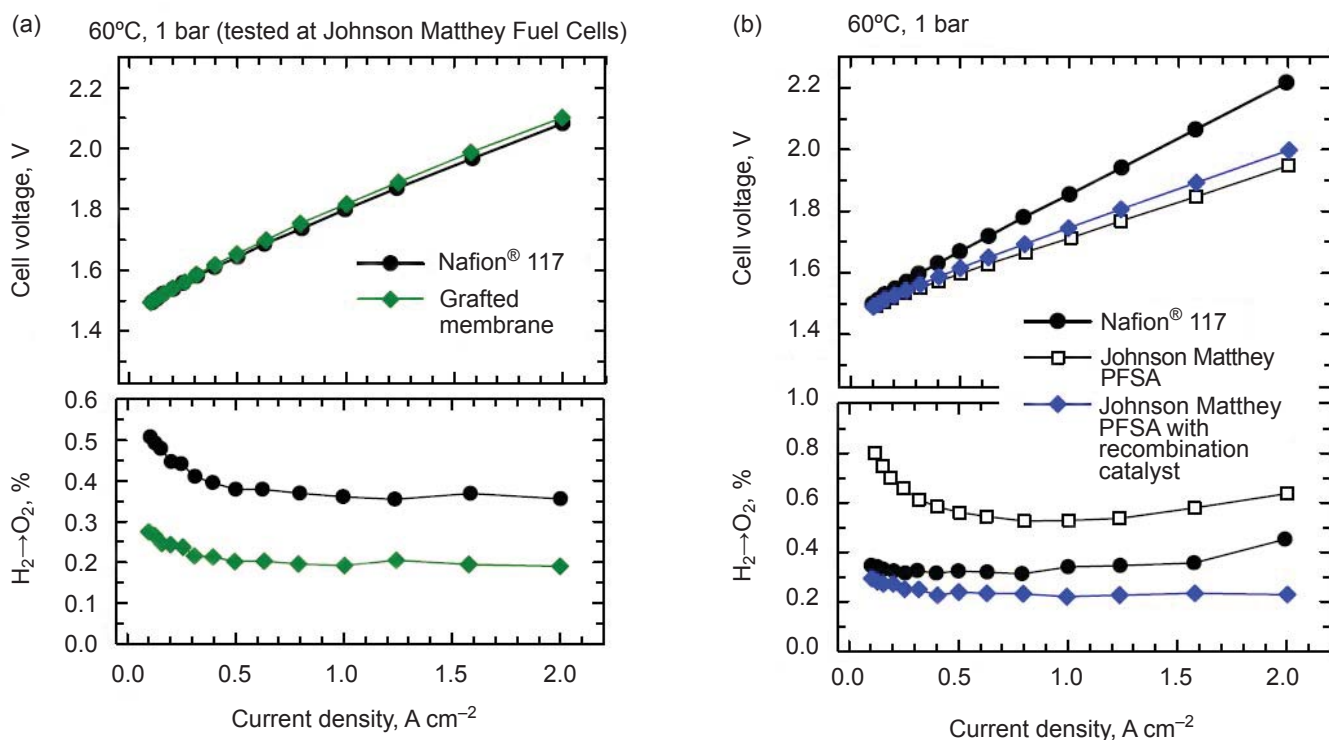 (a)
60ºC, 1 bar (tested at Johnson Matthey Fuel Cells)
2.2
2.0
1.8
1.6
1.4
Cell voltage, V
Nafion® 117
Grafted
membrane
0.6
0.5
0.4
0.3
0.2
0.1
0.0
H₂→O₂, %
0.0 0.5 1.0 1.5 2.0
Current density, A cm⁻²
(b)
60ºC, 1 bar
2.2
2.0
1.8
1.6
1.4
Cell voltage, V
Nafion® 117
Johnson Matthey
PFSA
Johnson Matthey
PFSA with
recombination
catalyst
1.0
0.8
0.6
0.4
0.2
0.0
H₂→O₂, %
0.0 0.5 1.0 1.5 2.0
Current density, A cm⁻²